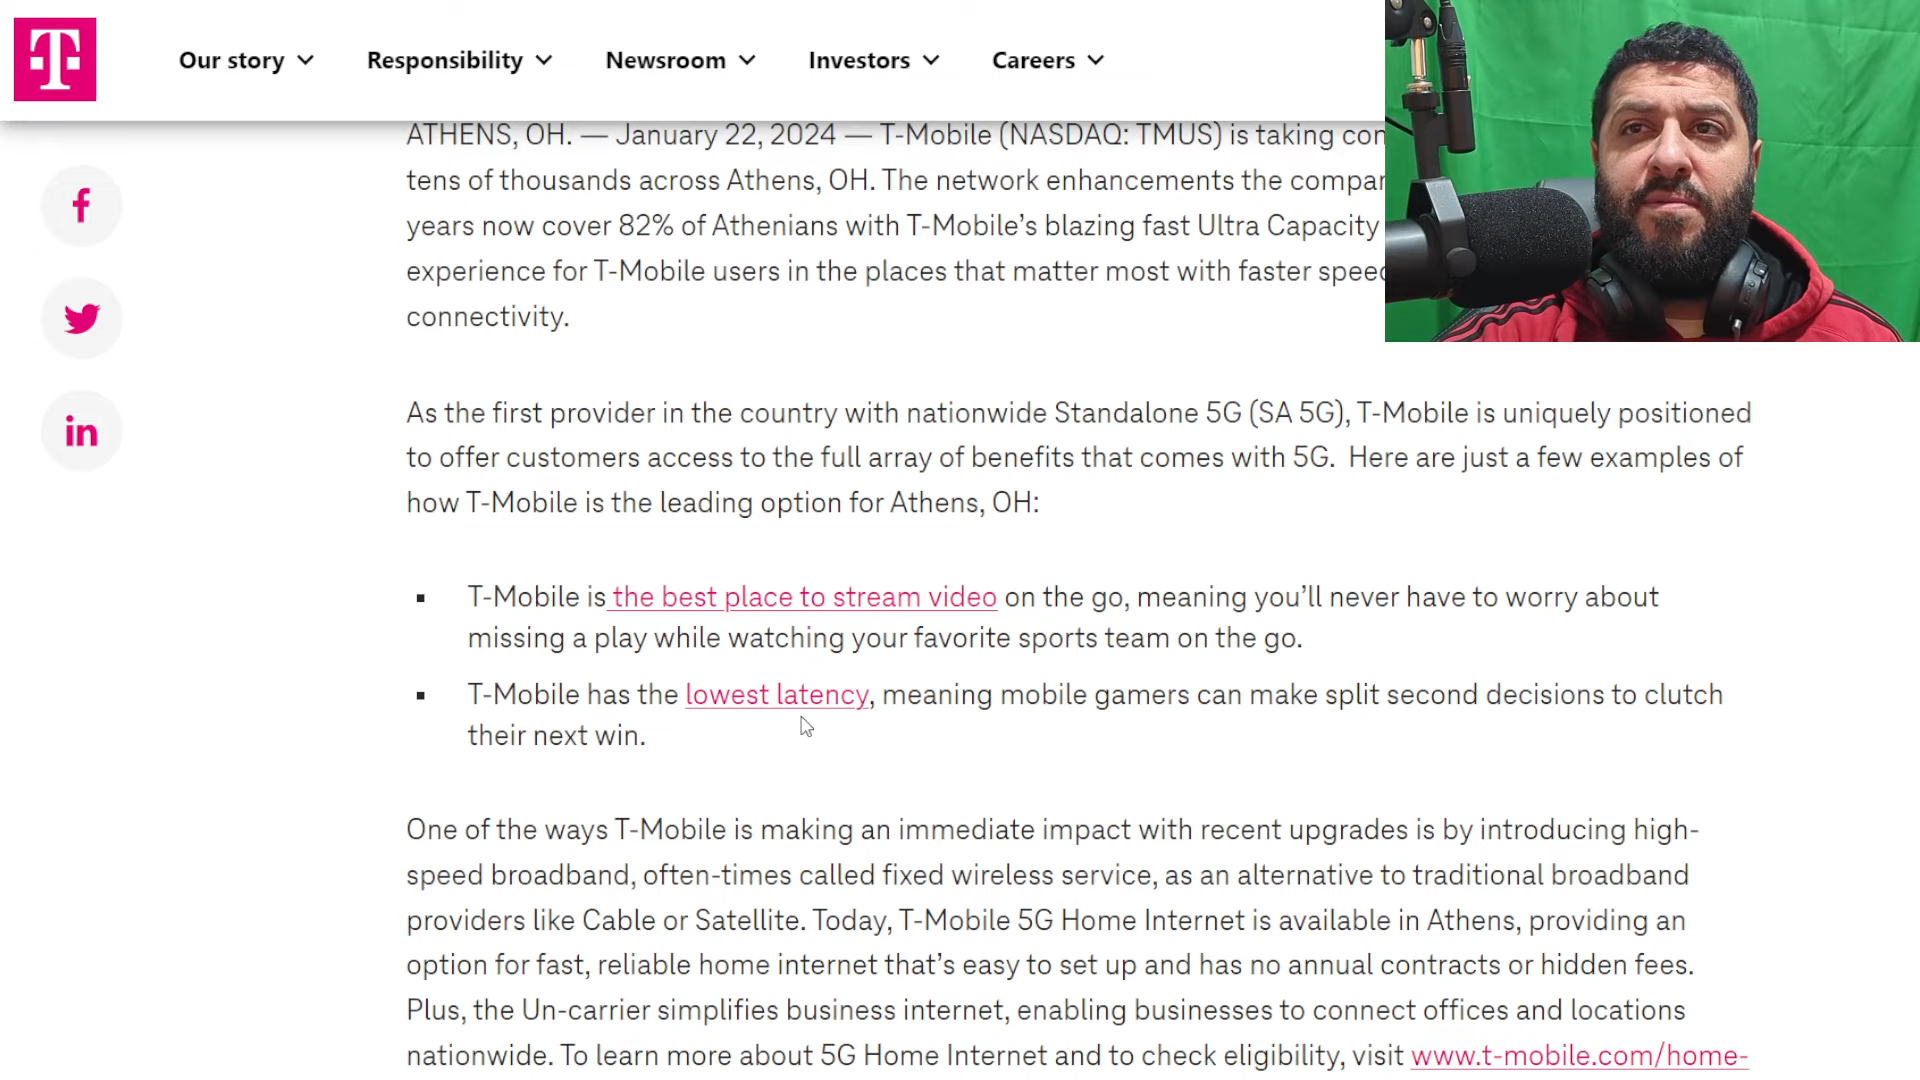 T
Our story
Responsibility
Newsroom
Investors
Careers
ATHENS, OH. — January 22, 2024 — T-Mobile (NASDAQ: TMUS) is taking
tens of thousands across Athens, OH. The network enhancements the
years now cover 82% of Athenians with T-Mobile’s blazing fast Ultra Capacity
experience for T-Mobile users in the places that matter most with faster
connectivity.
f
in
As the first provider in the country with nationwide Standalone 5G (SA 5G), T-Mobile is uniquely positioned
to offer customers access to the full array of benefits that comes with 5G. Here are just a few examples of
how T-Mobile is the leading option for Athens, OH:
▪ T-Mobile is the best place to stream video on the go, meaning you’ll never have to worry about
missing a play while watching your favorite sports team on the go.
▪ T-Mobile has the lowest latency, meaning mobile gamers can make split second decisions to clutch
their next win.
One of the ways T-Mobile is making an immediate impact with recent upgrades is by introducing high-
speed broadband, often-times called fixed wireless service, as an alternative to traditional broadband
providers like Cable or Satellite. Today, T-Mobile 5G Home Internet is available in Athens, providing an
option for fast, reliable home internet that’s easy to set up and has no annual contracts or hidden fees.
Plus, the Un-carrier simplifies business internet, enabling businesses to connect offices and locations
nationwide. To learn more about 5G Home Internet and to check eligibility, visit www.t-mobile.com/home-